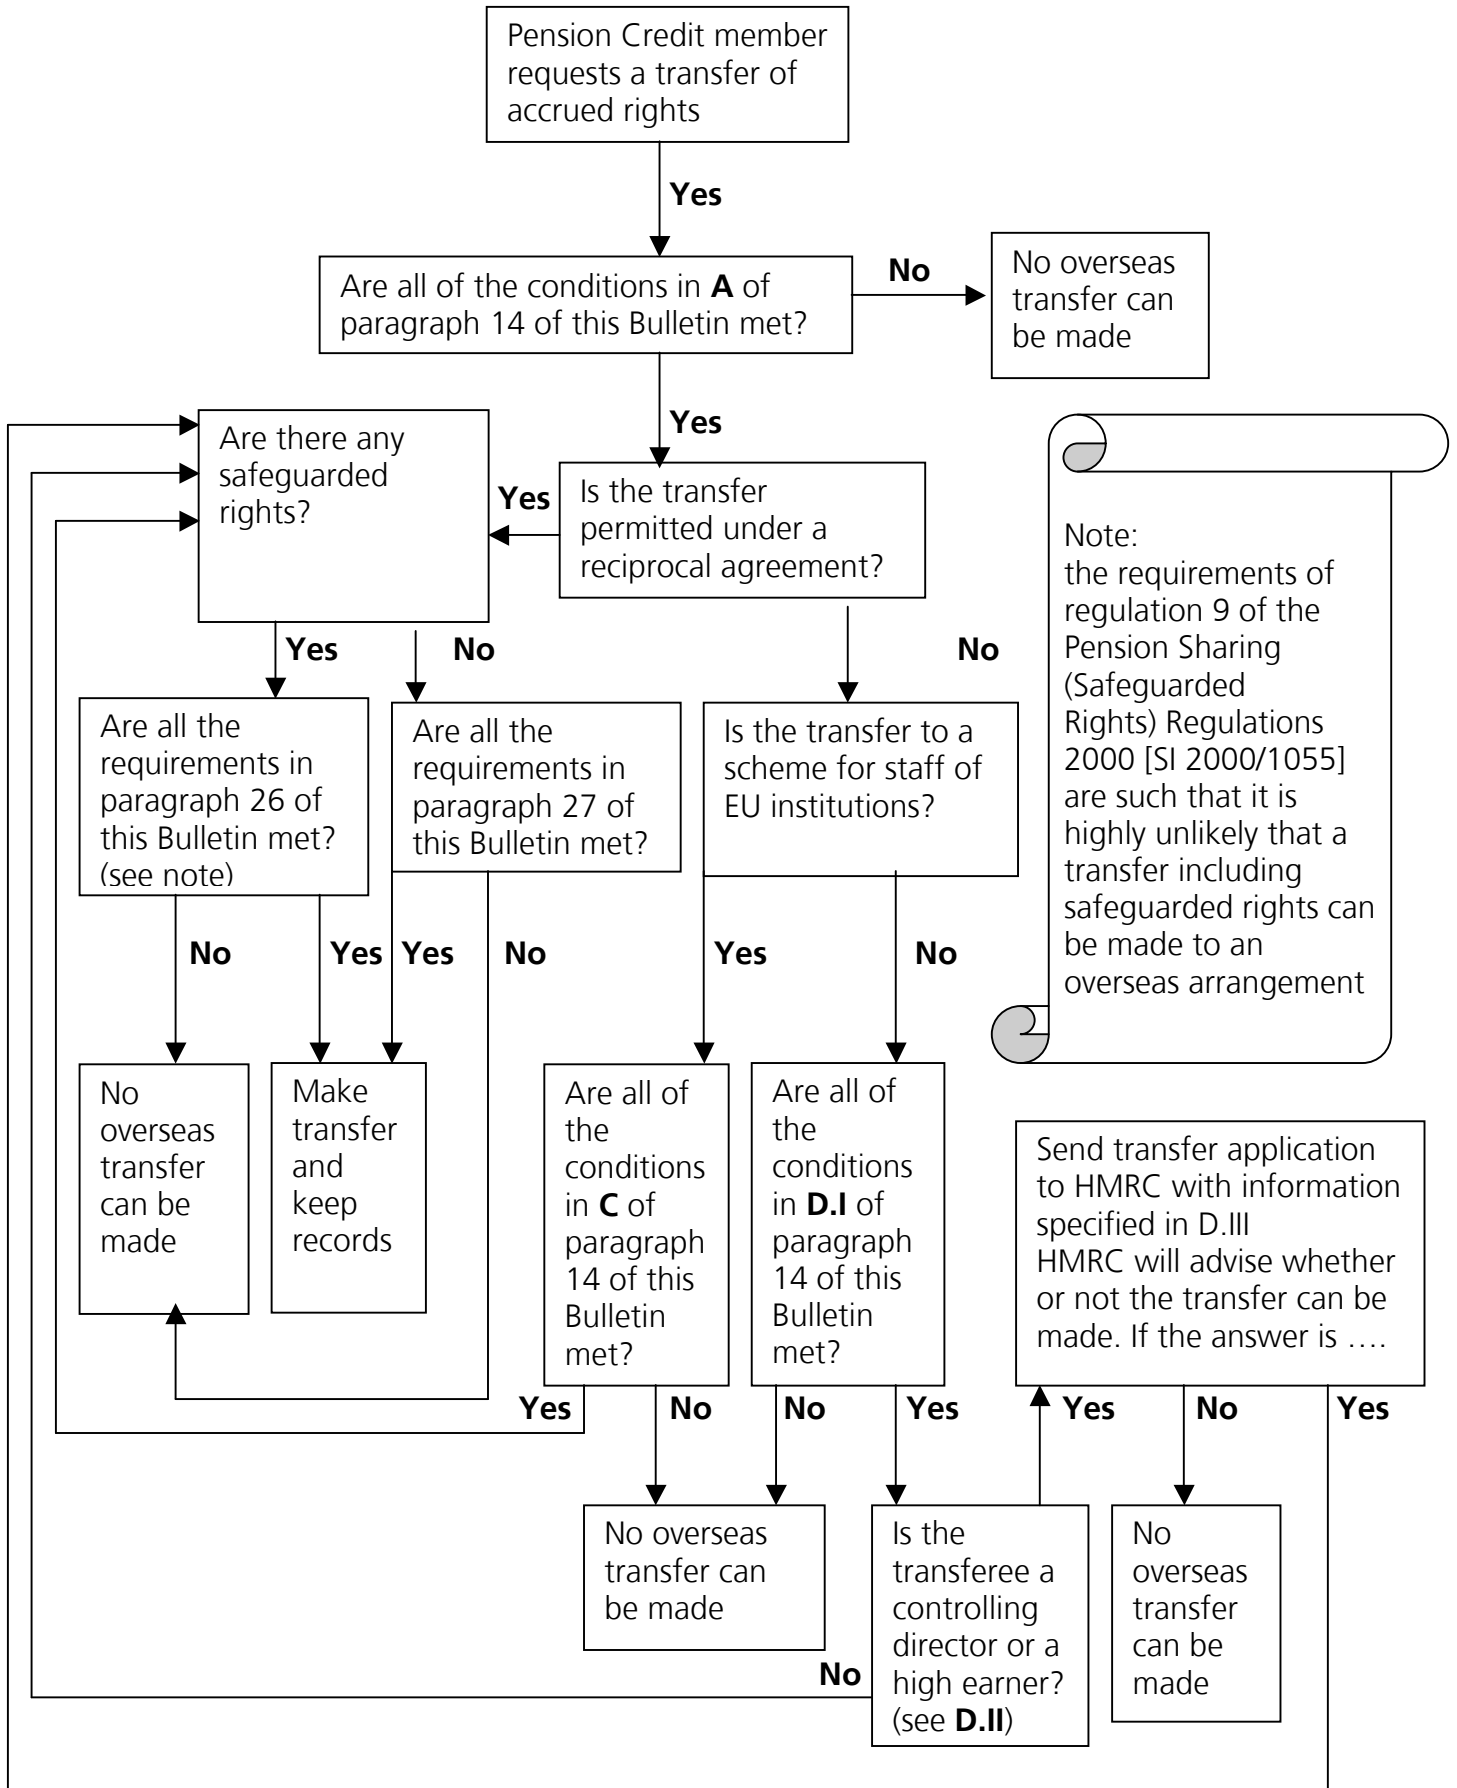 Pension Credit member
requests a transfer of
accrued rights
Yes
Are all of the conditions in A of
paragraph 14 of this Bulletin met?
No
No overseas
transfer can
be made
Yes
Are there any
safeguarded
rights?
Yes
Is the transfer
permitted under a
reciprocal agreement?
Note:
the requirements of
regulation 9 of the
Pension Sharing
(Safeguarded
Rights) Regulations
2000 [SI 2000/1055]
are such that it is
highly unlikely that a
transfer including
safeguarded rights can
be made to an
overseas arrangement
Yes
No
No
Are all the
requirements in
paragraph 26 of
this Bulletin met?
(see note)
Are all the
requirements in
paragraph 27 of
this Bulletin met?
Is the transfer to a
scheme for staff of
EU institutions?
No
Yes
Yes
No
Yes
No
No
overseas
transfer
can be
made
Make
transfer
and
keep
records
Are all of
the
conditions
in C of
paragraph
14 of this
Bulletin
met?
Are all of
the
conditions
in D.I of
paragraph
14 of this
Bulletin
met?
Send transfer application
to HMRC with information
specified in D.III
HMRC will advise whether
or not the transfer can be
made. If the answer is ….
Yes
No
No
Yes
Yes
No
Yes
No overseas
transfer can
be made
No
Is the
transferee a
controlling
director or a
high earner?
(see D.II)
No
overseas
transfer
can be
made